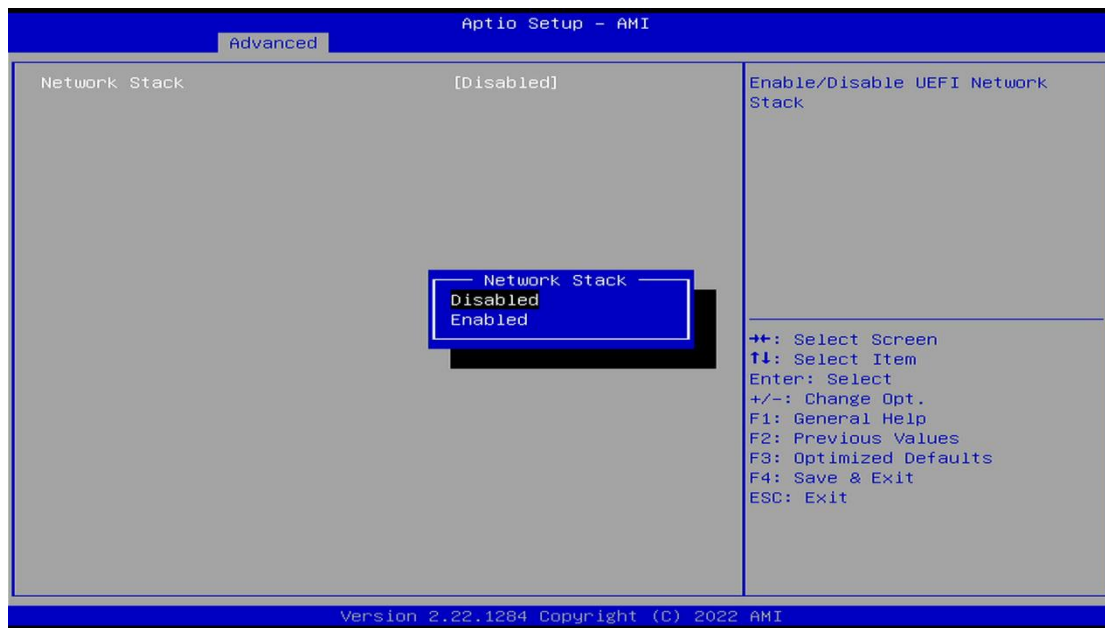 Aptio Setup – AMI
Advanced
Network Stack [Disabled]
Enable/Disable UEFI Network
Stack
Network Stack
Disabled
Enabled
→←: Select Screen
↑↓: Select Item
Enter: Select
+/-: Change Opt.
F1: General Help
F2: Previous Values
F3: Optimized Defaults
F4: Save & Exit
ESC: Exit
Version 2.22.1284 Copyright (C) 2022 AMI